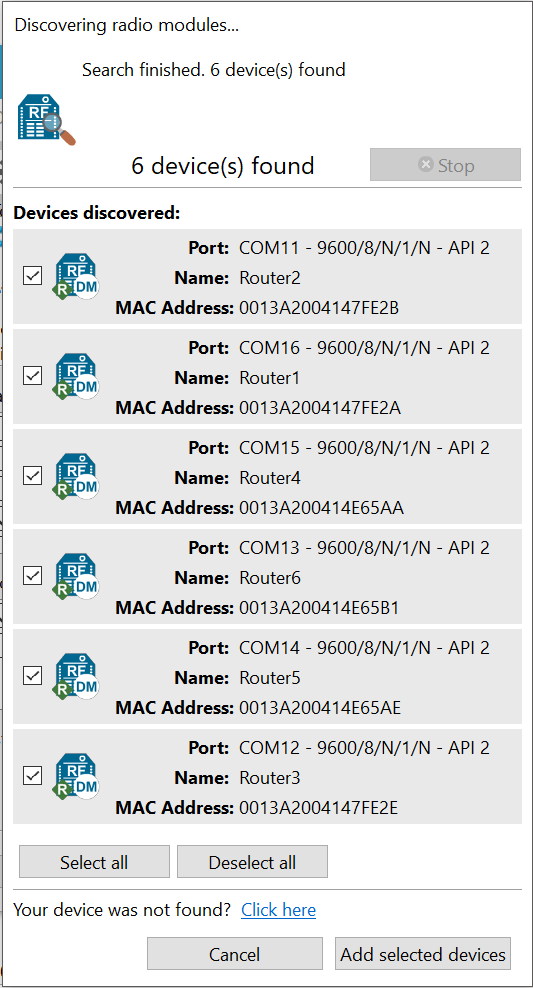 Discovering radio modules...
Search finished. 6 device(s) found
RF
6 device(s) found
Stop
Devices discovered:
Port: COM11 - 9600/8/N/1/N - API 2
RF
R DM
Name: Router2
MAC Address: 0013A2004147FE2B
Port: COM16 - 9600/8/N/1/N - API 2
RF
R DM
Name: Router1
MAC Address: 0013A2004147FE2A
Port: COM15 - 9600/8/N/1/N - API 2
RF
R DM
Name: Router4
MAC Address: 0013A200414E65AA
Port: COM13 - 9600/8/N/1/N - API 2
RF
R DM
Name: Router6
MAC Address: 0013A200414E65B1
Port: COM14 - 9600/8/N/1/N - API 2
RF
R DM
Name: Router5
MAC Address: 0013A200414E65AE
Port: COM12 - 9600/8/N/1/N - API 2
RF
R DM
Name: Router3
MAC Address: 0013A2004147FE2E
Select all Deselect all
Your device was not found? Click here
Cancel Add selected devices